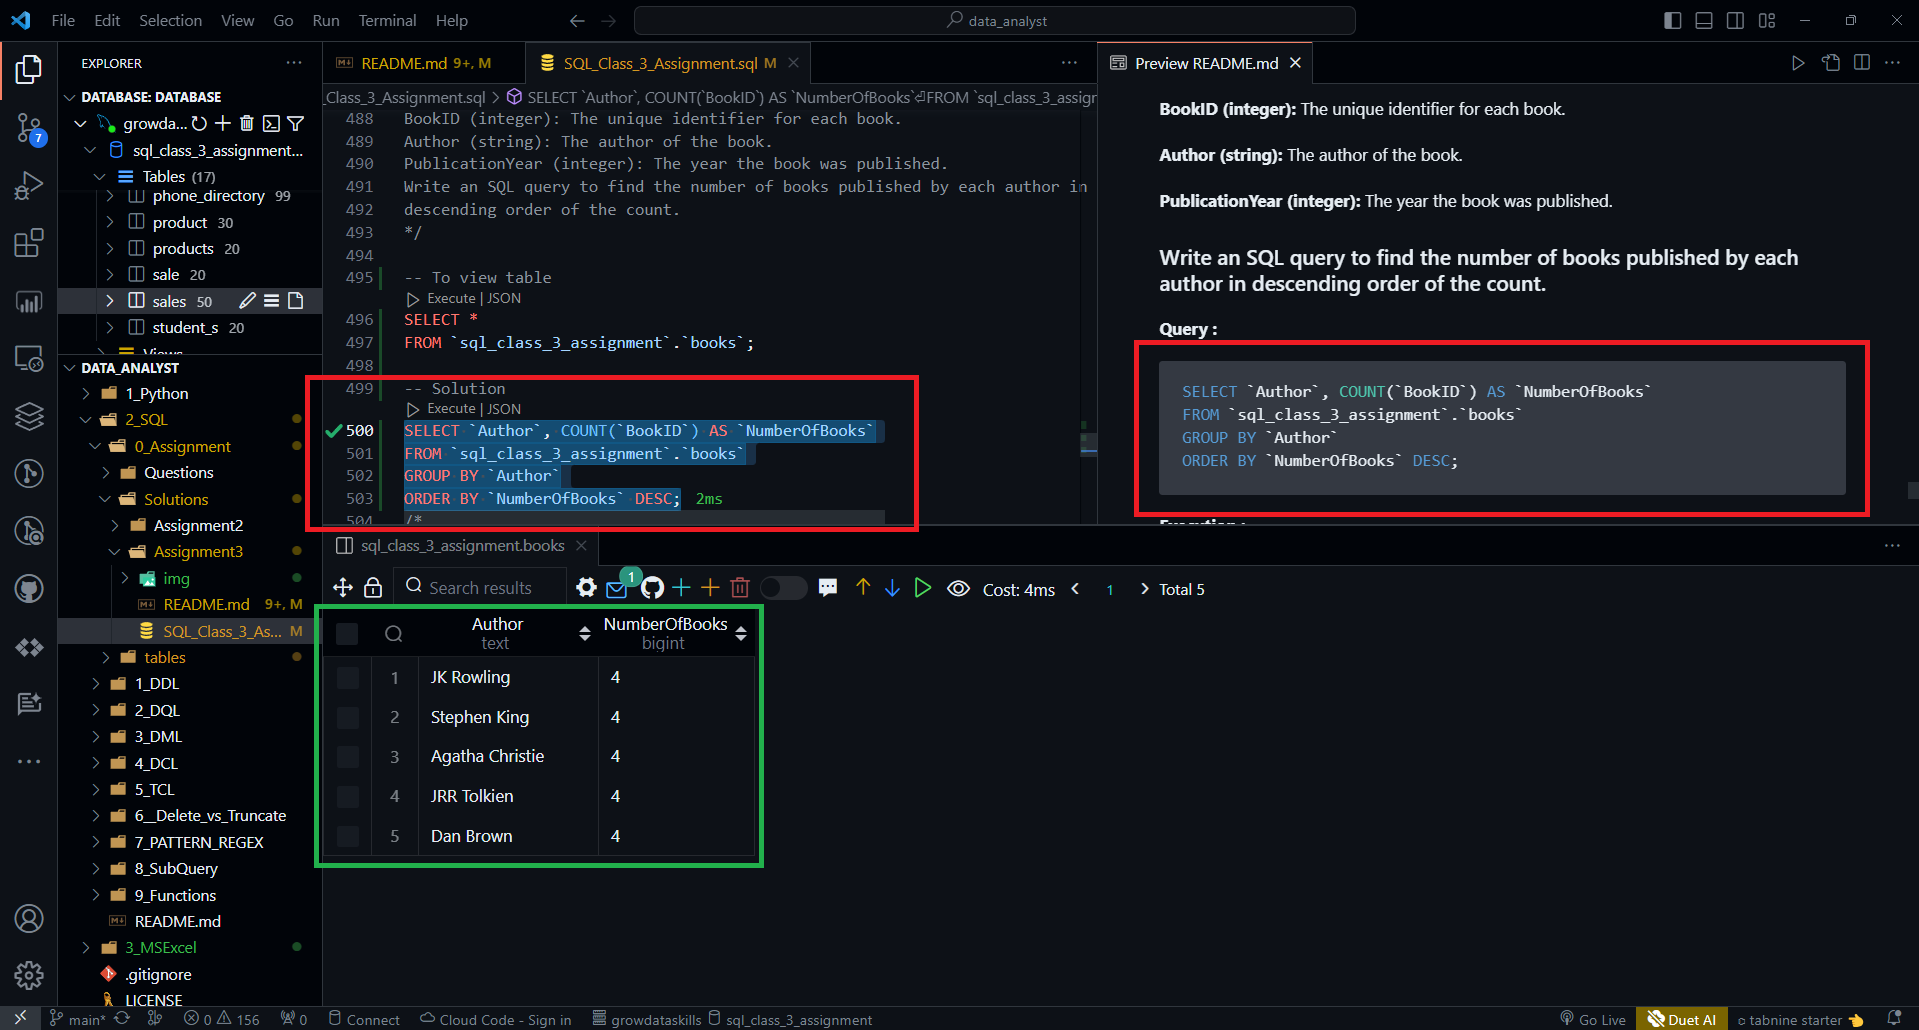 File Edit Selection View Go Run Terminal Help
data_analyst
EXPLORER
DATABASE: DATABASE
growda...
sql_class_3_assignment...
Tables (17)
phone_directory 99
product 30
products 20
sale 20
sales 50
student_s 20
Views
DATA_ANALYST
1_Python
2_SQL
0_Assignment
Questions
Solutions
Assignment2
Assignment3
img
README.md 9+, M
SQL_Class_3_As... M
tables
1_DDL
2_DQL
3_DML
4_DCL
5_TCL
6__Delete_vs_Truncate
7_PATTERN_REGEX
8_SubQuery
9_Functions
README.md
3_MSExcel
.gitignore
LICENSE
7
README.md 9+, M
SQL_Class_3_Assignment.sql M
_Class_3_Assignment.sql > SELECT `Author`, COUNT(`BookID`) AS `NumberOfBooks`⏎FROM `sql_class_3_assigr
488 BookID (integer): The unique identifier for each book.
489 Author (string): The author of the book.
490 PublicationYear (integer): The year the book was published.
491 Write an SQL query to find the number of books published by each author in
492 descending order of the count.
493 */
494
495 -- To view table
Execute | JSON
496 SELECT *
497 FROM `sql_class_3_assignment`.`books`;
498
499 -- Solution
Execute | JSON
500 SELECT `Author`, COUNT(`BookID`) AS `NumberOfBooks`
501 FROM `sql_class_3_assignment`.`books`
502 GROUP BY `Author`
503 ORDER BY `NumberOfBooks` DESC; 2ms
504 /*
Preview README.md
BookID (integer): The unique identifier for each book.
Author (string): The author of the book.
PublicationYear (integer): The year the book was published.
Write an SQL query to find the number of books published by each
author in descending order of the count.
Query :
SELECT `Author`, COUNT(`BookID`) AS `NumberOfBooks`
FROM `sql_class_3_assignment`.`books`
GROUP BY `Author`
ORDER BY `NumberOfBooks` DESC;
Execution :
sql_class_3_assignment.books
Search results
1
Cost: 4ms < 1 > Total 5
Author NumberOfBooks
text bigint
1 JK Rowling 4
2 Stephen King 4
3 Agatha Christie 4
4 JRR Tolkien 4
5 Dan Brown 4
main* 0 156 0 Connect Cloud Code - Sign in growdataskills sql_class_3_assignment Go Live Duet AI tabnine starter